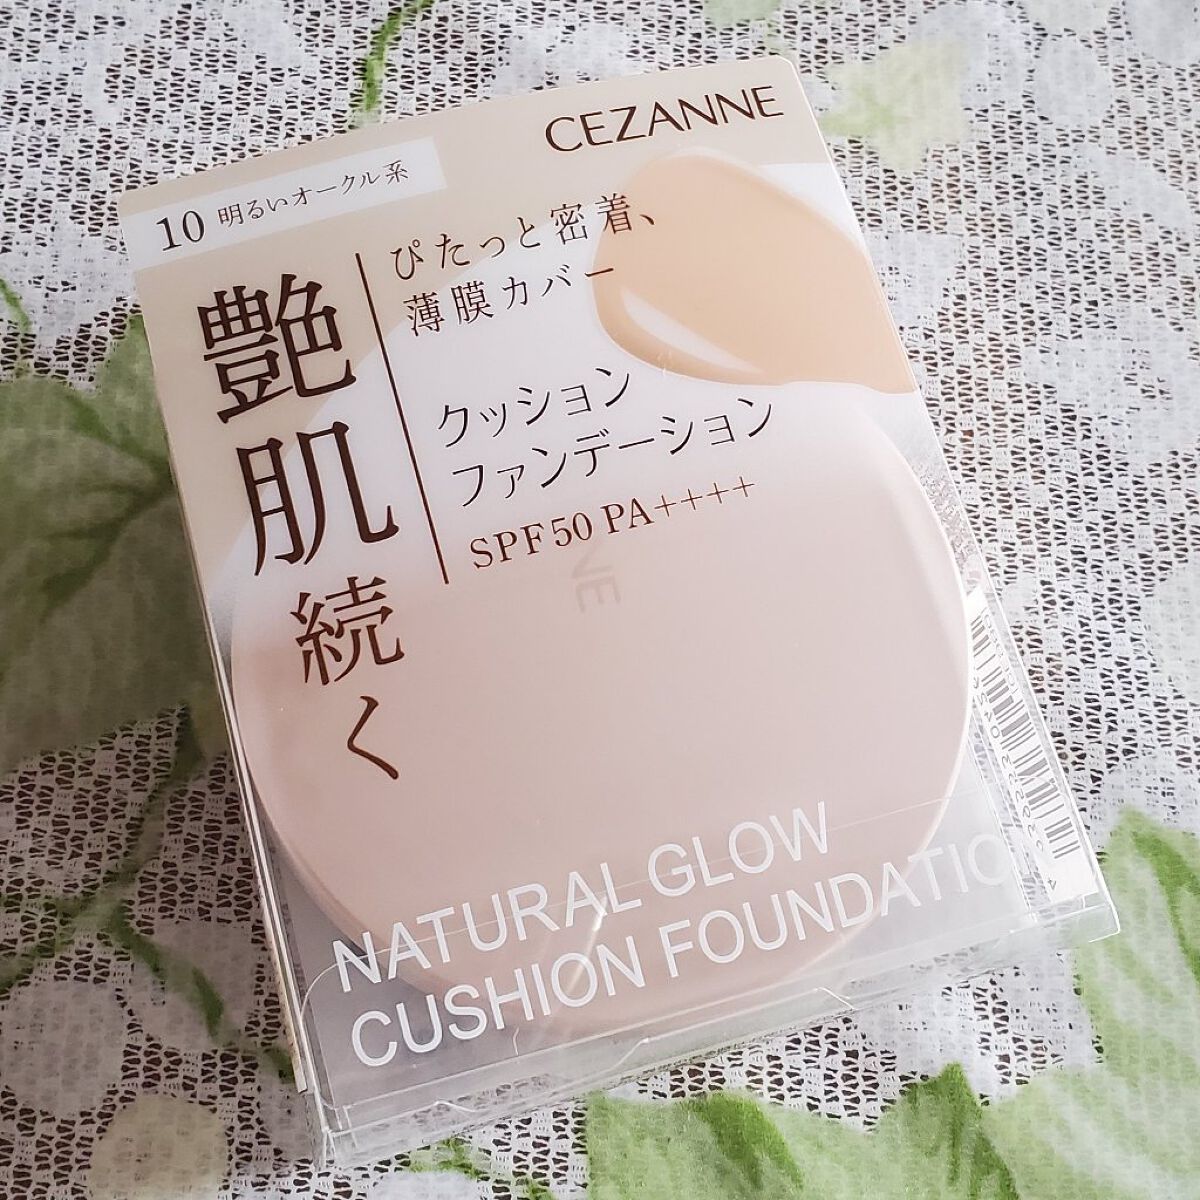 CEZANNE
10 明るいオークル系
艶肌続く
ぴたっと密着、
薄膜カバー
クッション
ファンデーション
SPF50 PA++++
NE
NATURAL GLOW
CUSHION FOUNDATIO